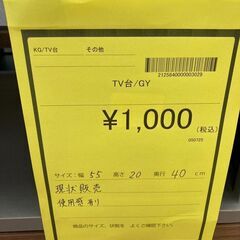 KG/TV台 その他
2125840000003029
TV台/GY
¥1,000
(税込)
050725
サイズ:幅 55 高さ 20 奥行 40 cm
現状販売
使用感有り
商品のサイズ、状態を よくご確認下さい。